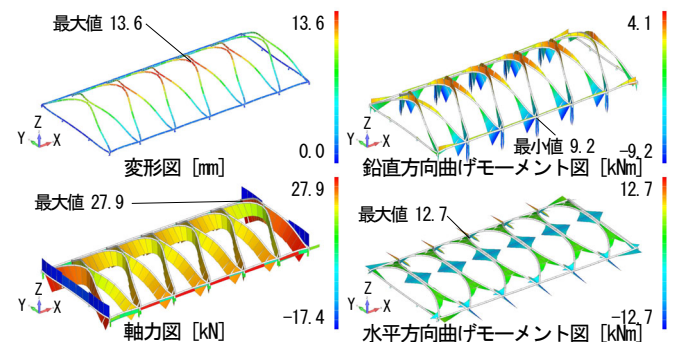 最大値 13.6
13.6
0.0
Z
Y
X
変形図 [mm]
4.1
-9.2
最小値 9.2
Z
Y
X
鉛直方向曲げモーメント図 [kNm]
最大値 27.9
27.9
-17.4
Z
Y
X
軸力図 [kN]
最大値 12.7
12.7
-12.7
Z
Y
X
水平方向曲げモーメント図 [kNm]